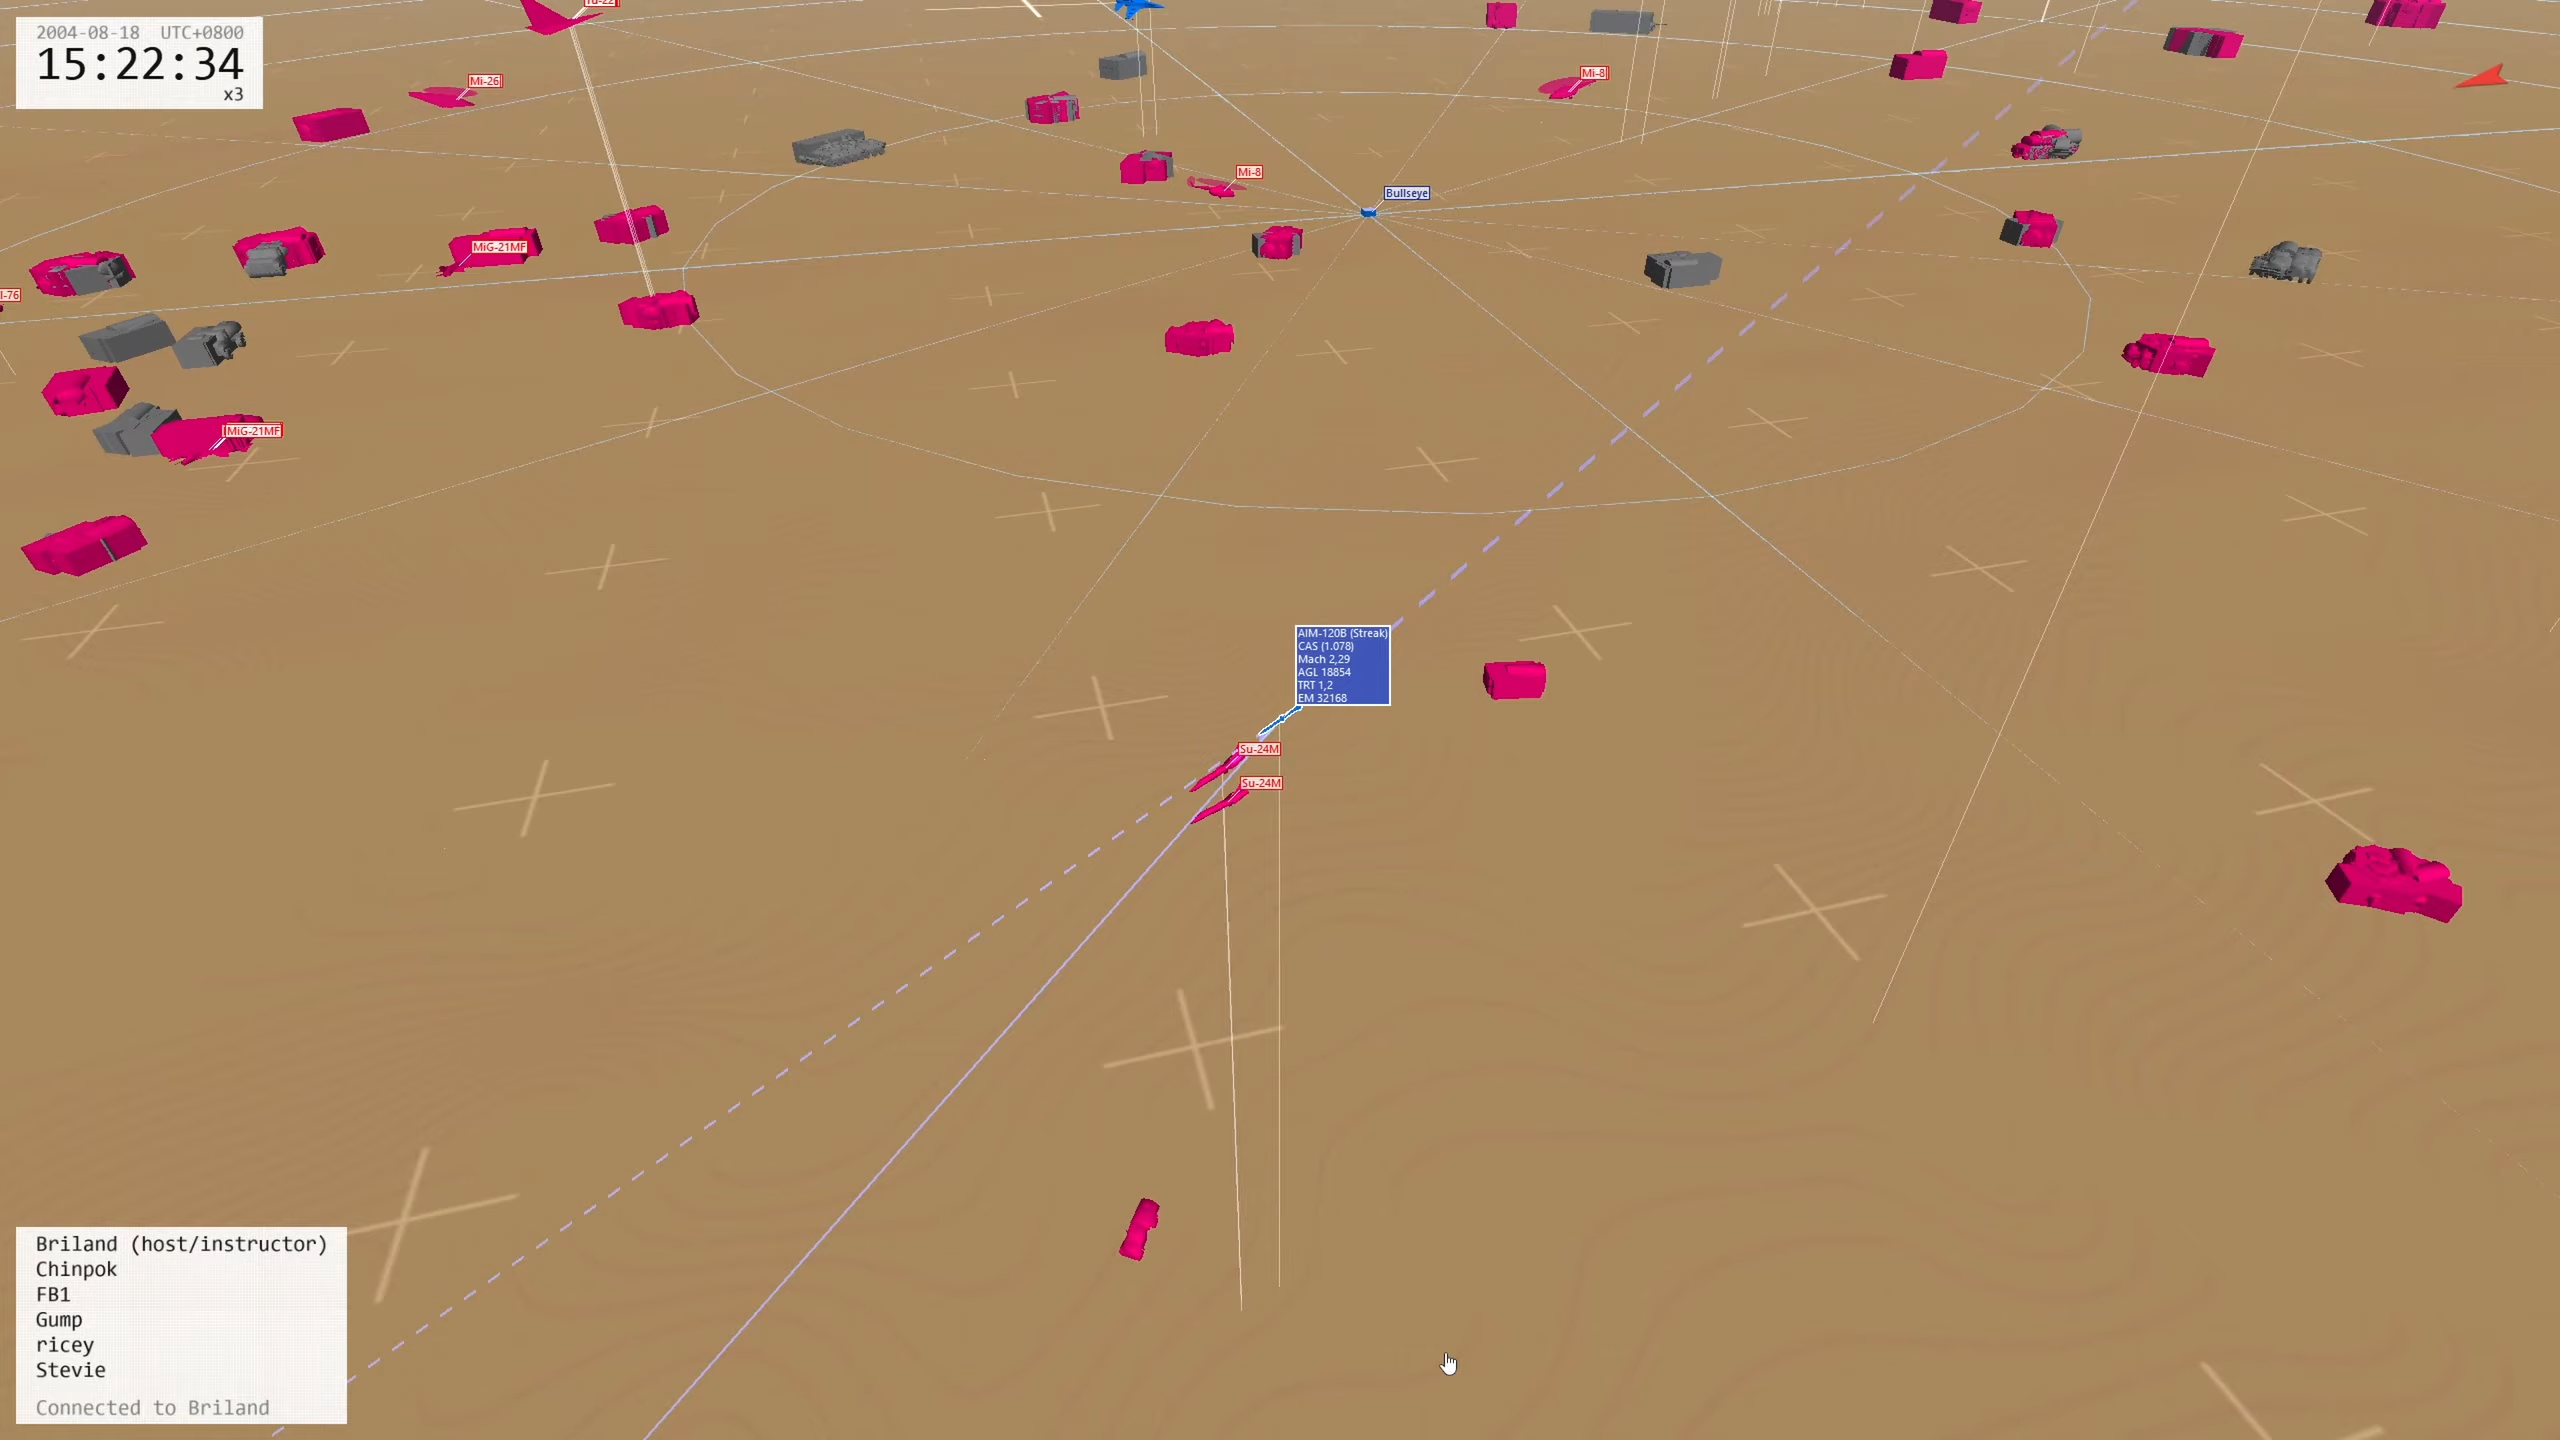 2004-08-18 UTC+0800
15:22:34
x3
Tu-22
Mi-26
Mi-8
Mi-8
Bullseye
MiG-21MF
MiG-21MF
AIM-120B (Streak)
CAS (1.078)
Mach 2,29
AGL 18854
TRT 1,2
EM 32168
Su-24M
Su-24M
Briland (host/instructor)
Chinpok
FB1
Gump
ricey
Stevie
Connected to Briland